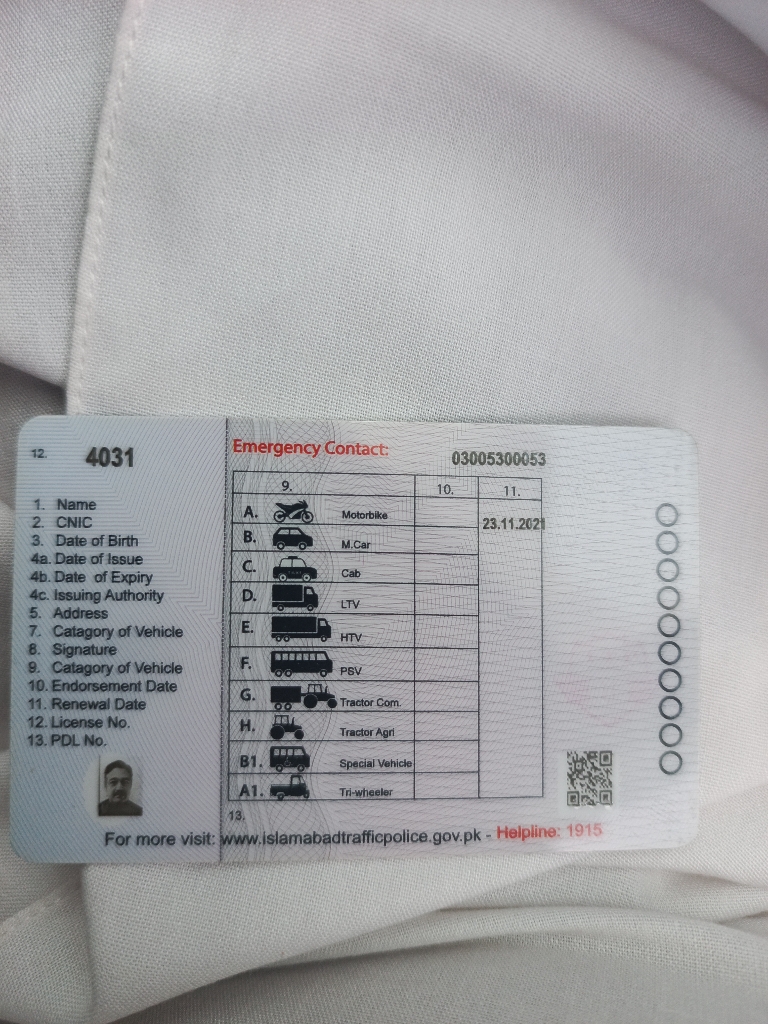 12. 4031
1. Name
2. CNIC
3. Date of Birth
4a. Date of Issue
4b. Date of Expiry
4c. Issuing Authority
5. Address
7. Catagory of Vehicle
8. Signature
9. Catagory of Vehicle
10. Endorsement Date
11. Renewal Date
12. License No.
13. PDL No.
Emergency Contact: 03005300053
9. 10. 11.
A. Motorbike 23.11.2021
B. M.Car
C. Cab
D. LTV
E. HTV
F. PSV
G. Tractor Com.
H. Tractor Agri
B1. Special Vehicle
A1. Tri-wheeler
13.
For more visit: www.islamabadtrafficpolice.gov.pk - Helpline: 1915